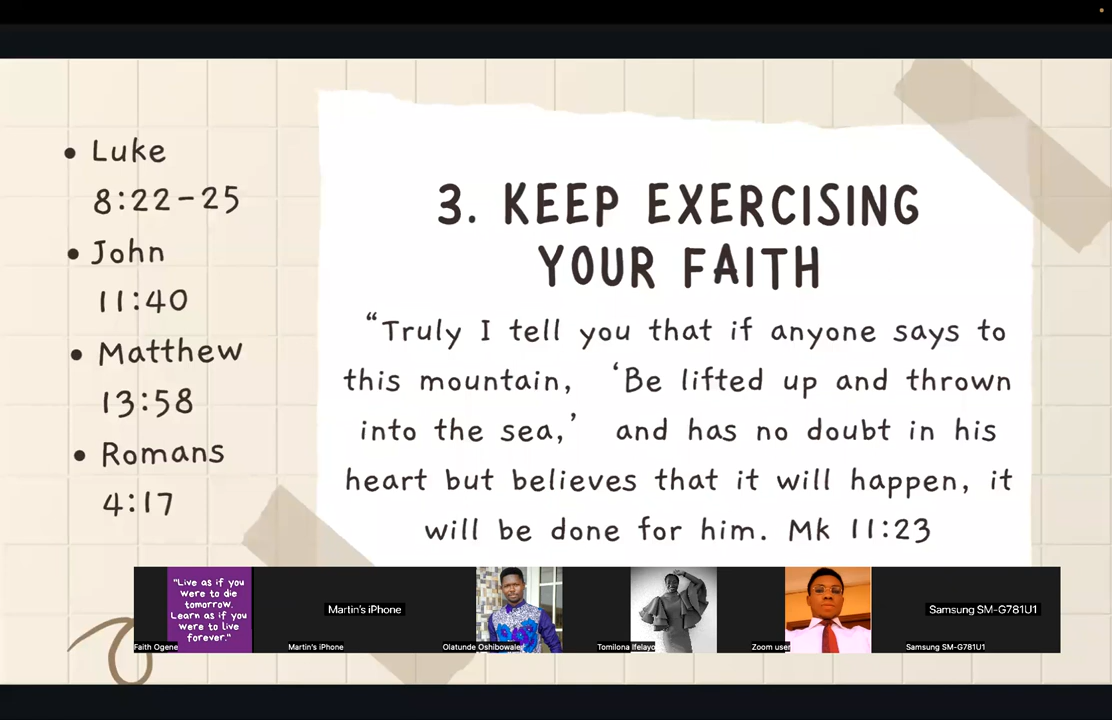 • Luke
8:22-25
• John
11:40
• Matthew
13:58
• Romans
4:17
3. KEEP EXERCISING
YOUR FAITH
“Truly I tell you that if anyone says to
this mountain, ‘Be lifted up and thrown
into the sea,’ and has no doubt in his
heart but believes that it will happen, it
will be done for him. Mk 11:23
"Live as if you
were to die
tomorrow.
Learn as if you
were to live
forever."
Faith Ogene
Martin's iPhone
Martin's iPhone
Olatunde Oshibowale
Tomilona Ifelayo
Zoom user
Samsung SM-G781U1
Samsung SM-G781U1